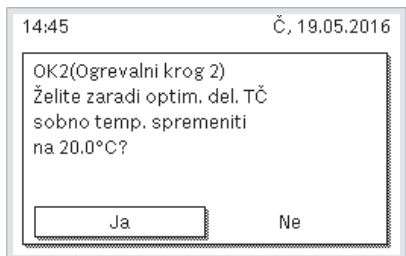 14:45 Č, 19.05.2016
OK2(Ogrevalni krog 2)
Želite zaradi optim. del. TČ
sobno temp. spremeniti
na 20.0°C?
Ja Ne